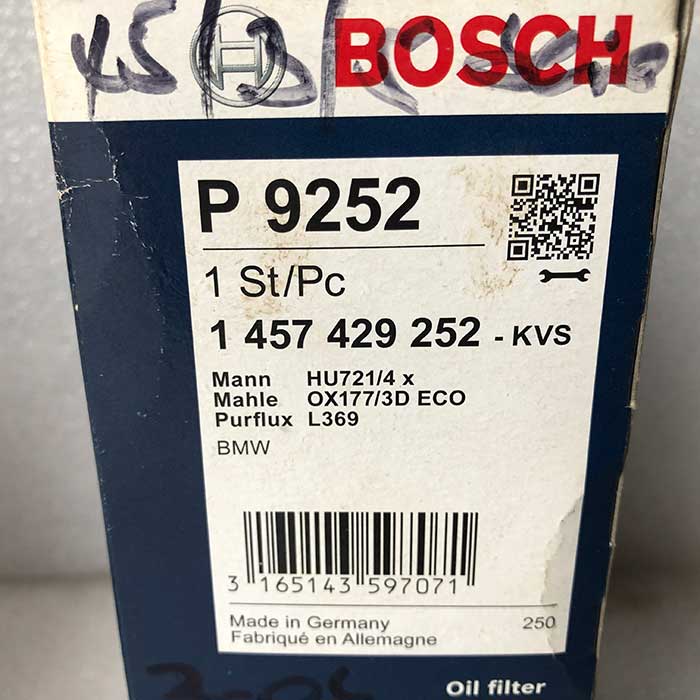 BOSCH
P 9252
1 St/Pc
1 457 429 252 - KVS
Mann HU721/4 x
Mahle OX177/3D ECO
Purflux L369
BMW
3 165143 597071
Made in Germany 250
Fabriqué en Allemagne
Oil filter